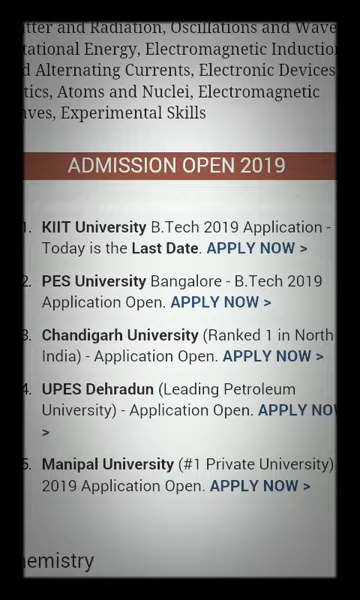 tter and Radiation, Oscillations and Wave
tational Energy, Electromagnetic Induction
d Alternating Currents, Electronic Devices
tics, Atoms and Nuclei, Electromagnetic
ves, Experimental Skills
ADMISSION OPEN 2019
1. KIIT University B.Tech 2019 Application -
Today is the Last Date. APPLY NOW >
2. PES University Bangalore - B.Tech 2019
Application Open. APPLY NOW >
3. Chandigarh University (Ranked 1 in North
India) - Application Open. APPLY NOW >
4. UPES Dehradun (Leading Petroleum
University) - Application Open. APPLY NOW
>
5. Manipal University (#1 Private University)
2019 Application Open. APPLY NOW >
hemistry